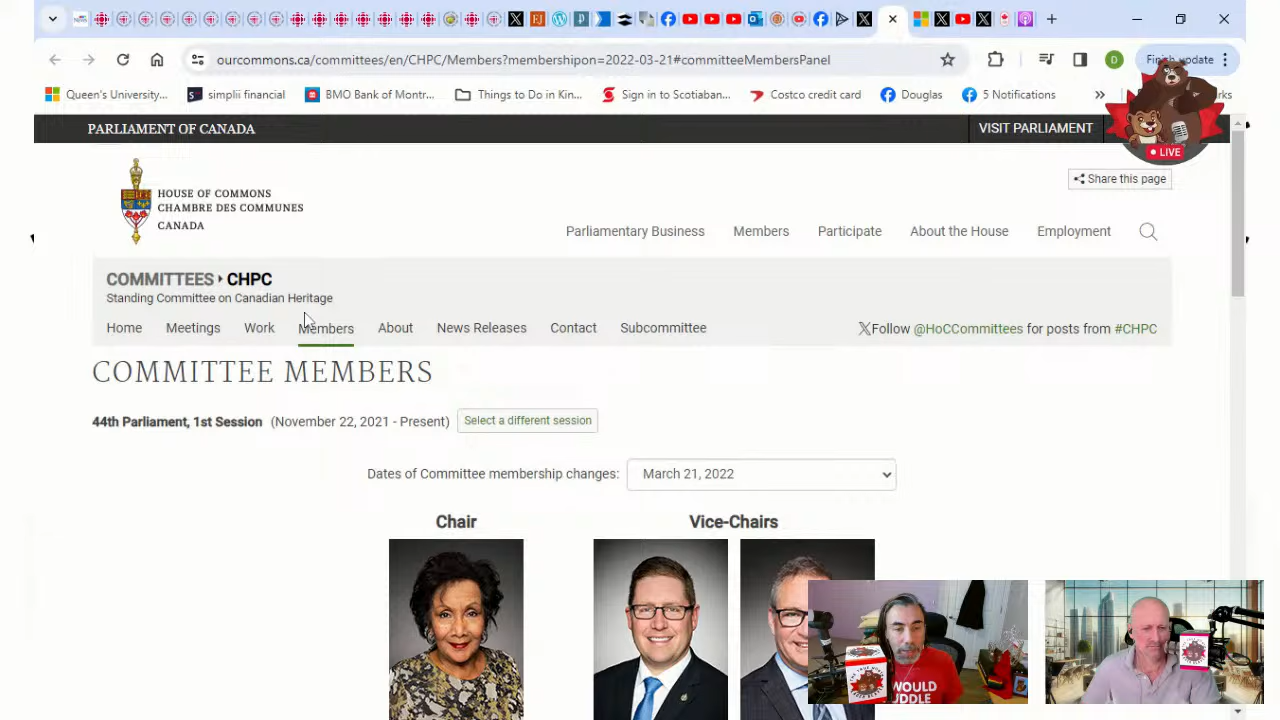 Finish update
ourcommons.ca/committees/en/CHPC/Members?membershipon=2022-03-21#committeeMembersPanel
D
Queen's University...
simplii financial
BMO Bank of Montr...
Things to Do in Kin...
Sign in to Scotiaban...
Costco credit card
Douglas
5 Notifications
LIVE
PARLIAMENT OF CANADA
VISIT PARLIAMENT
Share this page
HOUSE OF COMMONS
CHAMBRE DES COMMUNES
CANADA
Parliamentary Business
Members
Participate
About the House
Employment
COMMITTEES CHPC
Standing Committee on Canadian Heritage
Home
Meetings
Work
Members
About
News Releases
Contact
Subcommittee
Follow @HoCCommittees for posts from #CHPC
COMMITTEE MEMBERS
44th Parliament, 1st Session (November 22, 2021 - Present)
Select a different session
Dates of Committee membership changes:
March 21, 2022
Chair
Vice-Chairs
WOULD